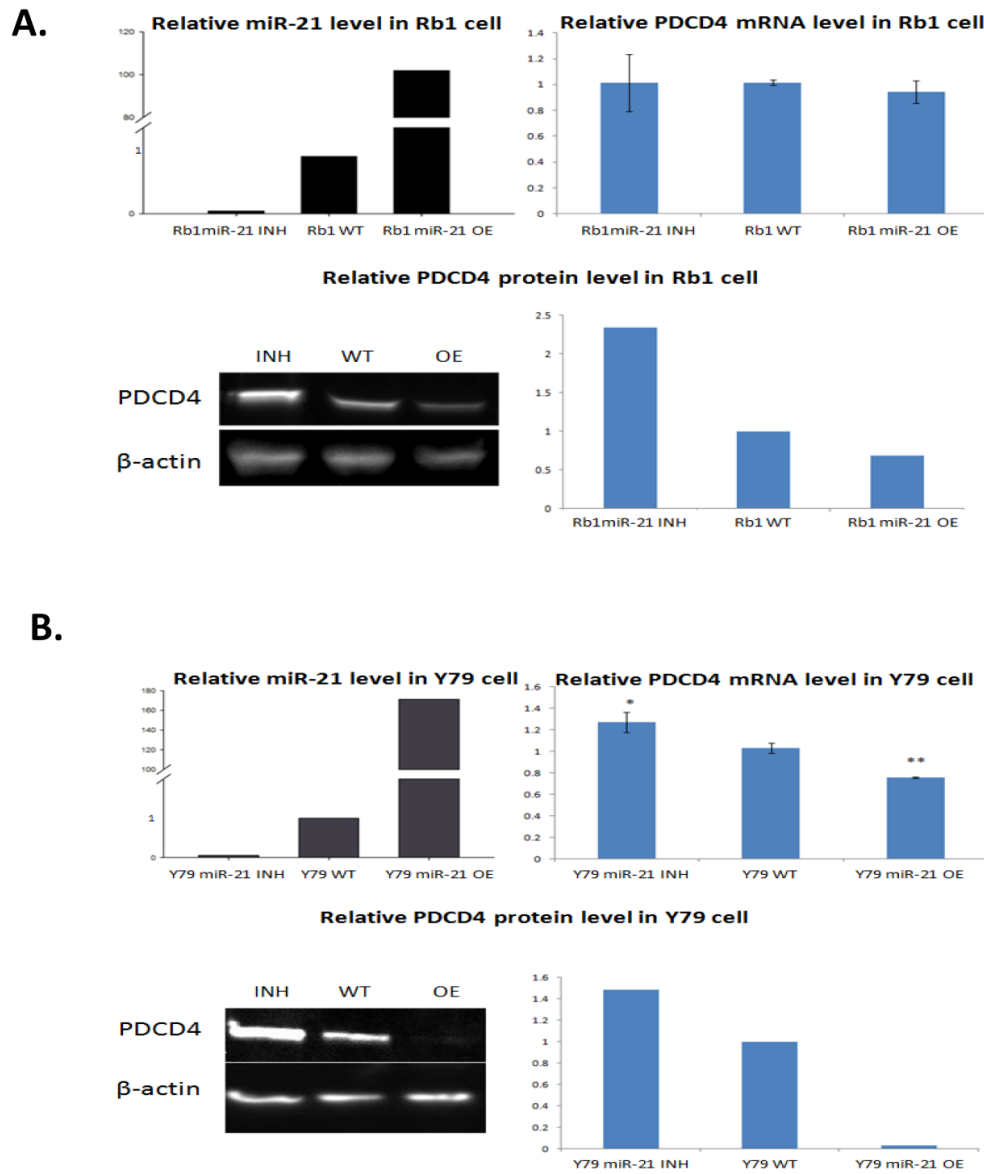 A.
Relative miR-21 level in Rb1 cell
120
100
80
1
0
Rb1miR-21 INH Rb1 WT Rb1 miR-21 OE
Relative PDCD4 mRNA level in Rb1 cell
1.4
1.2
1
0.8
0.6
0.4
0.2
0
Rb1miR-21 INH Rb1 WT Rb1 miR-21 OE
Relative PDCD4 protein level in Rb1 cell
INH WT OE
PDCD4
β-actin
2.5
2
1.5
1
0.5
0
Rb1miR-21 INH Rb1 WT Rb1 miR-21 OE
B.
Relative miR-21 level in Y79 cell
180
160
140
120
100
1
0
Y79 miR-21 INH Y79 WT Y79 miR-21 OE
Relative PDCD4 mRNA level in Y79 cell
1.6
1.4
1.2
1
0.8
0.6
0.4
0.2
0
*
**
Y79 miR-21 INH Y79 WT Y79 miR-21 OE
Relative PDCD4 protein level in Y79 cell
INH WT OE
PDCD4
β-actin
1.6
1.4
1.2
1
0.8
0.6
0.4
0.2
0
Y79 miR-21 INH Y79 WT Y79 miR-21 OE